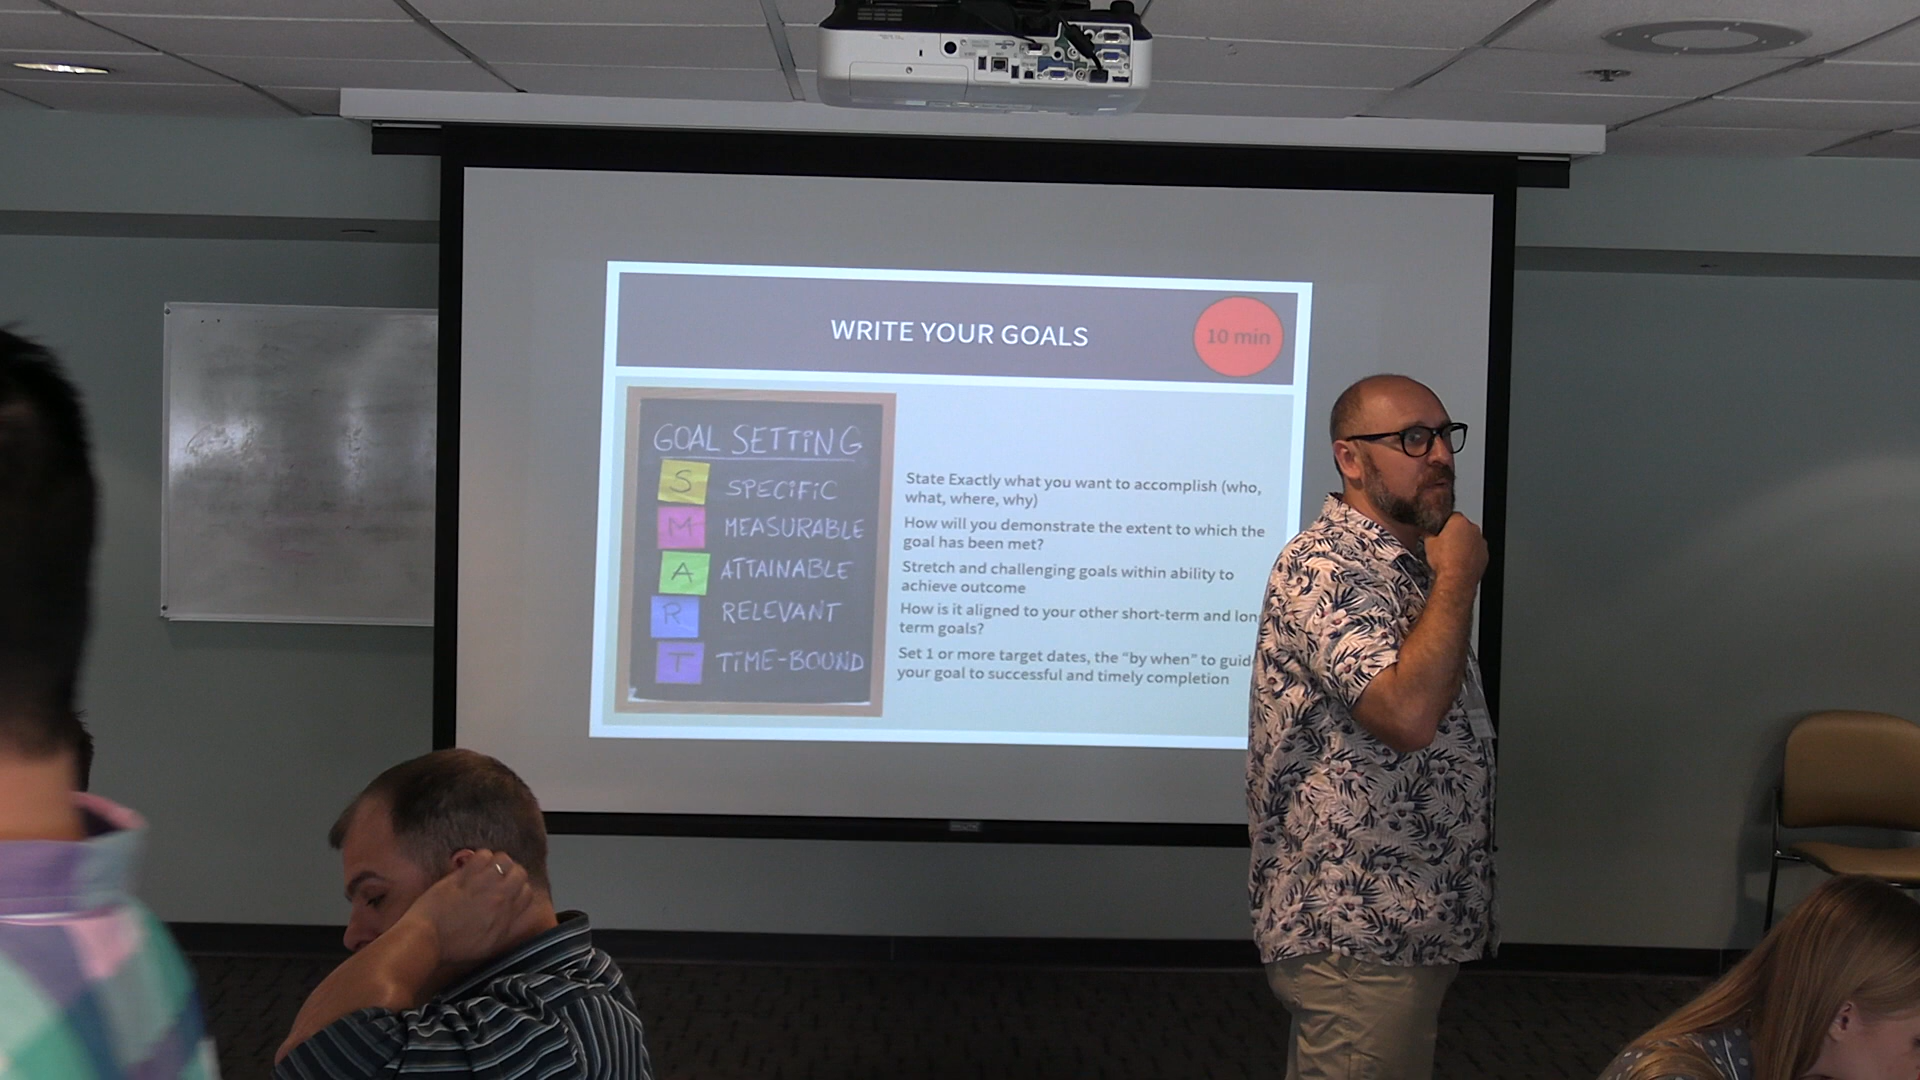 WRITE YOUR GOALS
10 min
GOAL SETTING
S SPECIFIC
State Exactly what you want to accomplish (who,
what, where, why)
M MEASURABLE
How will you demonstrate the extent to which the
goal has been met?
A ATTAINABLE
Stretch and challenging goals within ability to
achieve outcome
R RELEVANT
How is it aligned to your other short-term and lon
term goals?
T TIME-BOUND
Set 1 or more target dates, the "by when" to guid
your goal to successful and timely completion